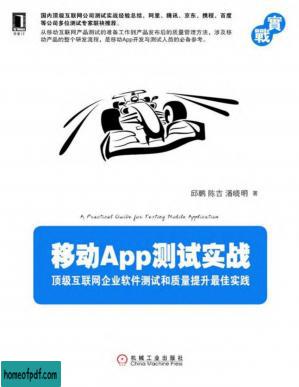 国内顶级互联网公司测试实战经验总结，阿里、腾讯、京东、携程、百度
等公司多位测试专家联袂推荐。
从移动互联网产品测试的准备工作到产品发布后的质量管理方法，涉及移
动产品的整个研发流程，是移动App开发与测试人员的必备参考。
實戰
邱鹏 陈吉 潘晓明 著
A Practical Guide for Testing Mobile Application
移动App测试实战
顶级互联网企业软件测试和质量提升最佳实践
机械工业出版社
China Machine Press
homeofpdf.com
homeofpdf.com